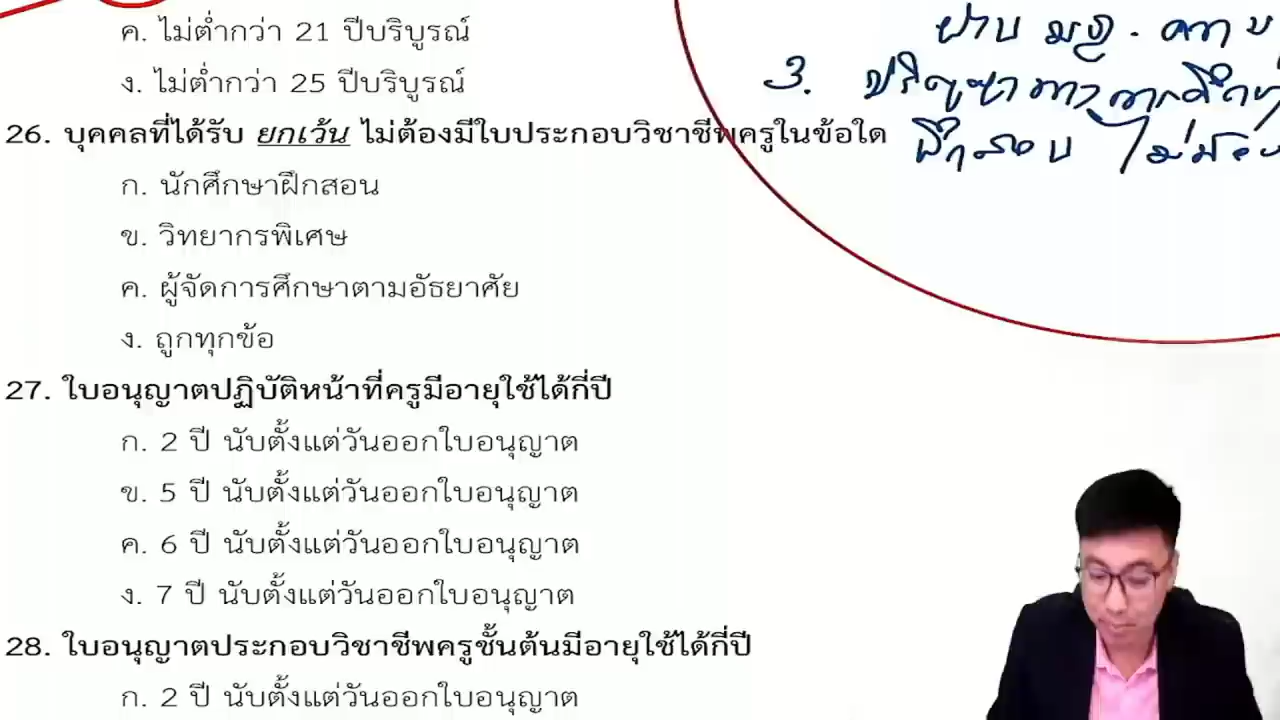 ค. ไม่ต่ำกว่า 21 ปีบริบูรณ์
ง. ไม่ต่ำกว่า 25 ปีบริบูรณ์
3.
26. บุคคลที่ได้รับ ยกเว้น ไม่ต้องมีใบประกอบวิชาชีพครูในข้อใด
ก. นักศึกษาฝึกสอน
ข. วิทยากรพิเศษ
ค. ผู้จัดการศึกษาตามอัธยาศัย
ง. ถูกทุกข้อ
27. ใบอนุญาตปฏิบัติหน้าที่ครูมีอายุใช้ได้กี่ปี
ก. 2 ปี นับตั้งแต่วันออกใบอนุญาต
ข. 5 ปี นับตั้งแต่วันออกใบอนุญาต
ค. 6 ปี นับตั้งแต่วันออกใบอนุญาต
ง. 7 ปี นับตั้งแต่วันออกใบอนุญาต
28. ใบอนุญาตประกอบวิชาชีพครูชั้นต้นมีอายุใช้ได้กี่ปี
ก. 2 ปี นับตั้งแต่วันออกใบอนุญาต